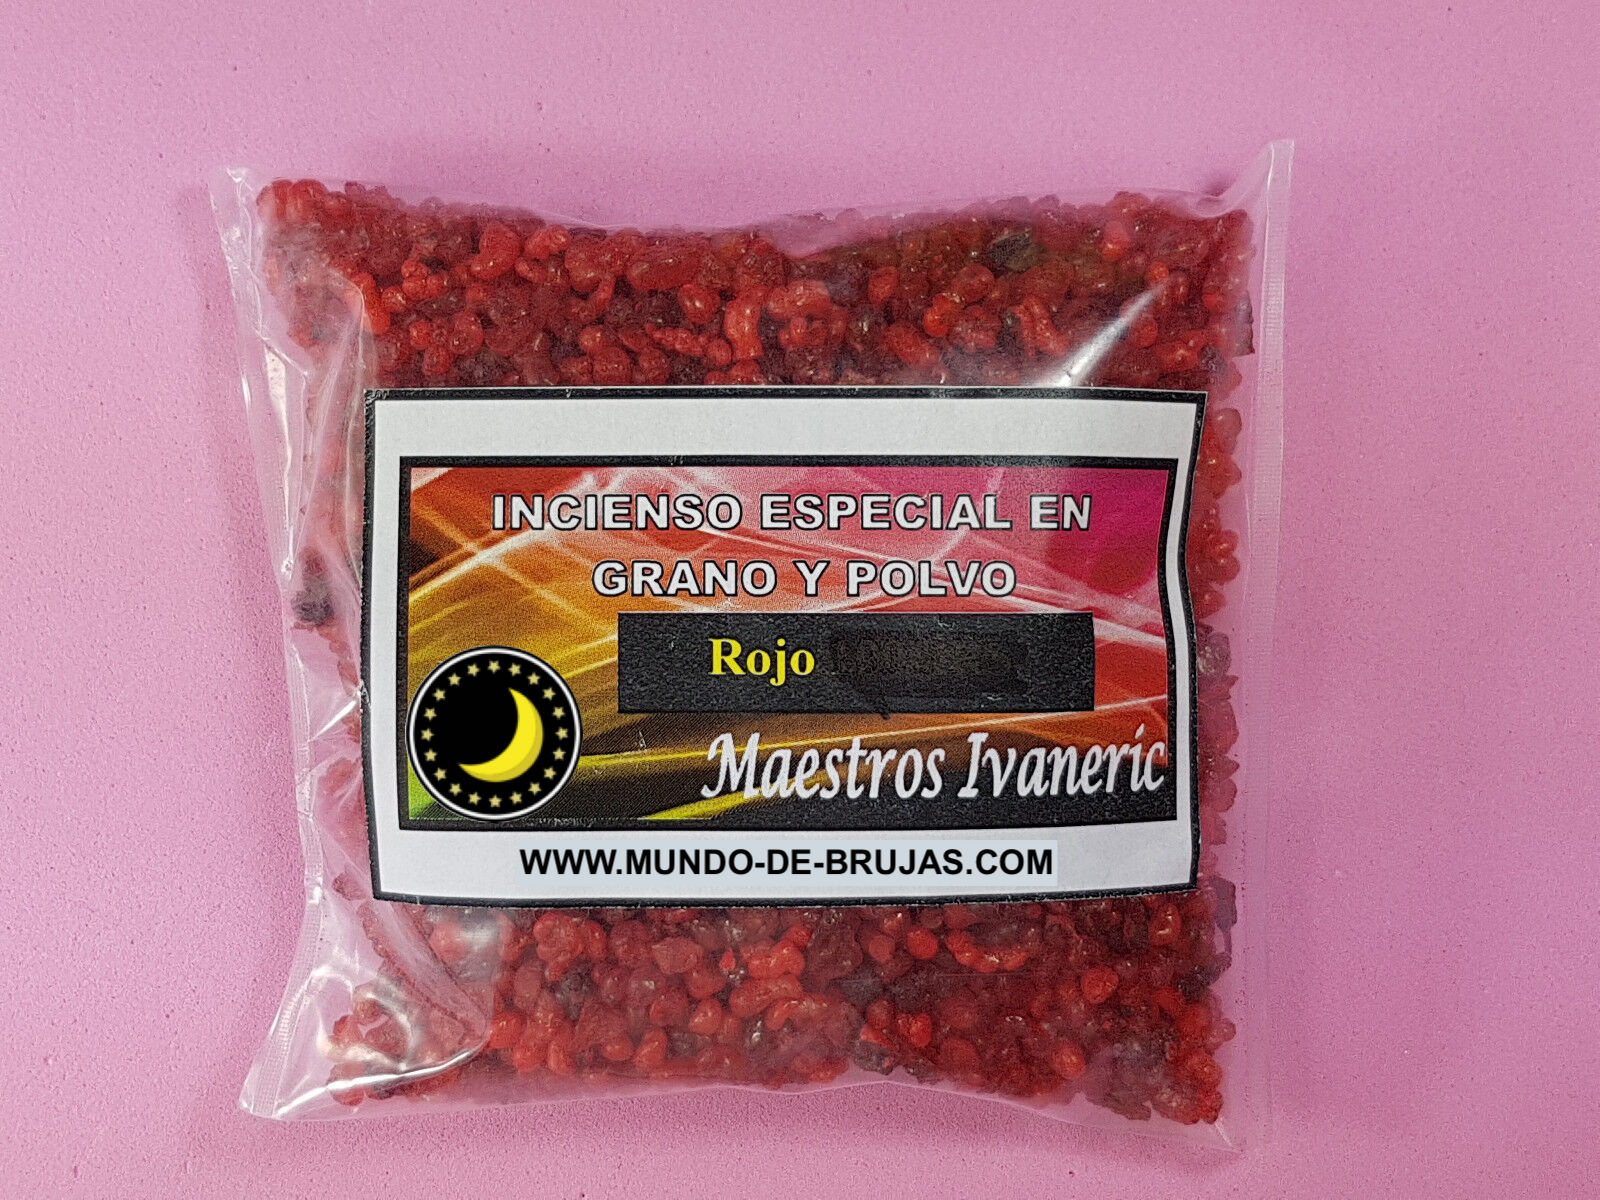 INCIENSO ESPECIAL EN
GRANO Y POLVO
Rojo
Maestros Ivaneric
WWW.MUNDO-DE-BRUJAS.COM